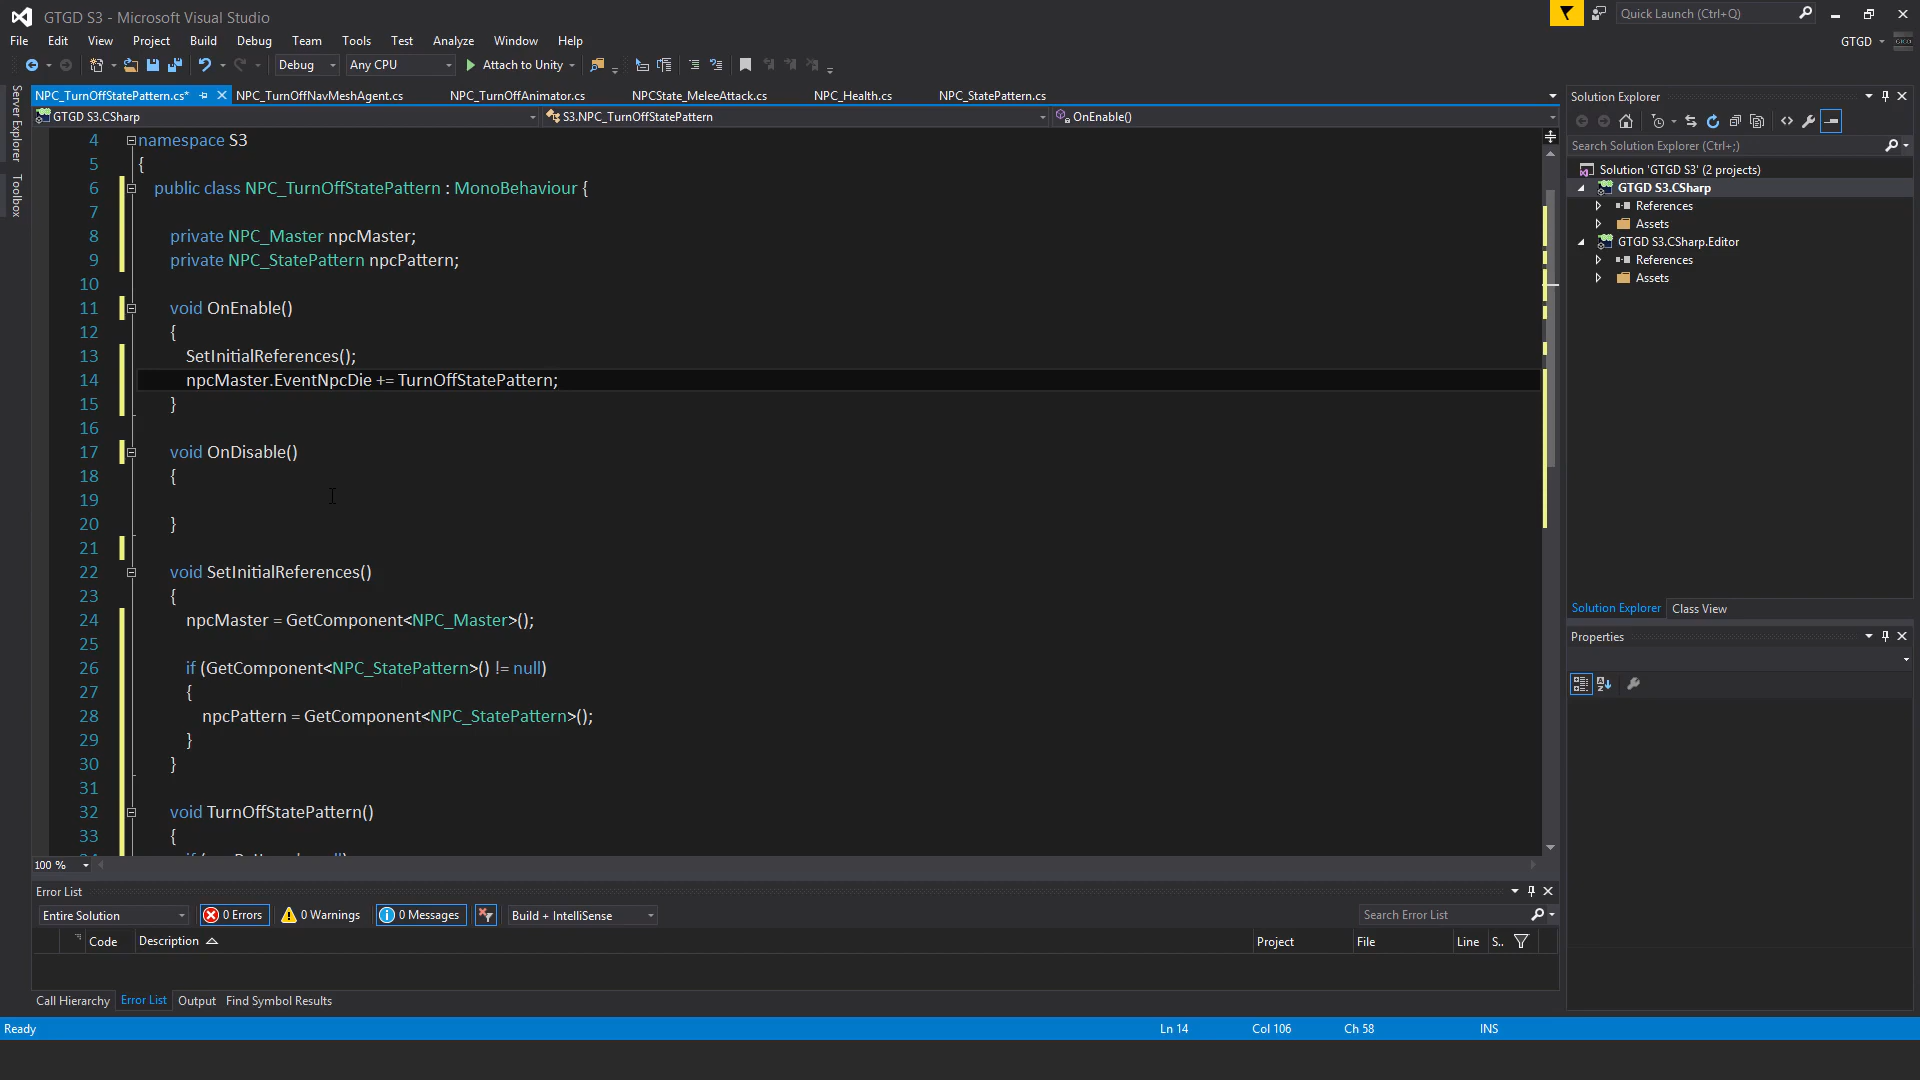 GTGD S3 - Microsoft Visual Studio
Quick Launch (Ctrl+Q)
File Edit View Project Build Debug Team Tools Test Analyze Window Help
GTGD
Debug Any CPU Attach to Unity
Server Explorer
Toolbox
NPC_TurnOffStatePattern.cs* NPC_TurnOffNavMeshAgent.cs NPC_TurnOffAnimator.cs NPCState_MeleeAttack.cs NPC_Health.cs NPC_StatePattern.cs
GTGD S3.CSharp S3.NPC_TurnOffStatePattern OnEnable()
4 namespace S3
5 {
6 public class NPC_TurnOffStatePattern : MonoBehaviour {
7
8 private NPC_Master npcMaster;
9 private NPC_StatePattern npcPattern;
10
11 void OnEnable()
12 {
13 SetInitialReferences();
14 npcMaster.EventNpcDie += TurnOffStatePattern;
15 }
16
17 void OnDisable()
18 {
19
20 }
21
22 void SetInitialReferences()
23 {
24 npcMaster = GetComponent<NPC_Master>();
25
26 if (GetComponent<NPC_StatePattern>() != null)
27 {
28 npcPattern = GetComponent<NPC_StatePattern>();
29 }
30 }
31
32 void TurnOffStatePattern()
33 {
100 %
Solution Explorer
Search Solution Explorer (Ctrl+;)
Solution 'GTGD S3' (2 projects)
GTGD S3.CSharp
References
Assets
GTGD S3.CSharp.Editor
References
Assets
Solution Explorer Class View
Properties
Error List
Entire Solution 0 Errors 0 Warnings 0 Messages Build + IntelliSense Search Error List
Code Description Project File Line S..
Call Hierarchy Error List Output Find Symbol Results
Ready Ln 14 Col 106 Ch 58 INS